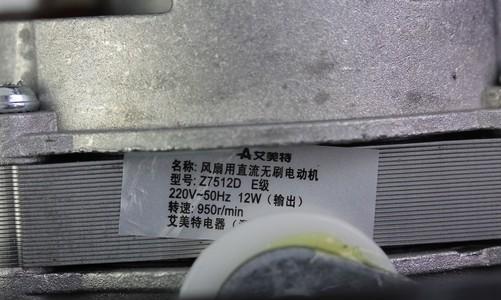 艾美特
名称: 风扇用直流无刷电动机
型号: Z7512D E级
220V~50Hz 12W (输出)
转速: 950r/min
艾美特电器 (